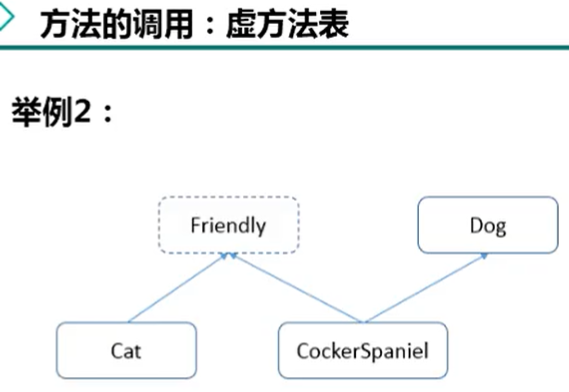 方法的调用：虚方法表
举例2：
Friendly
Dog
Cat
CockerSpaniel